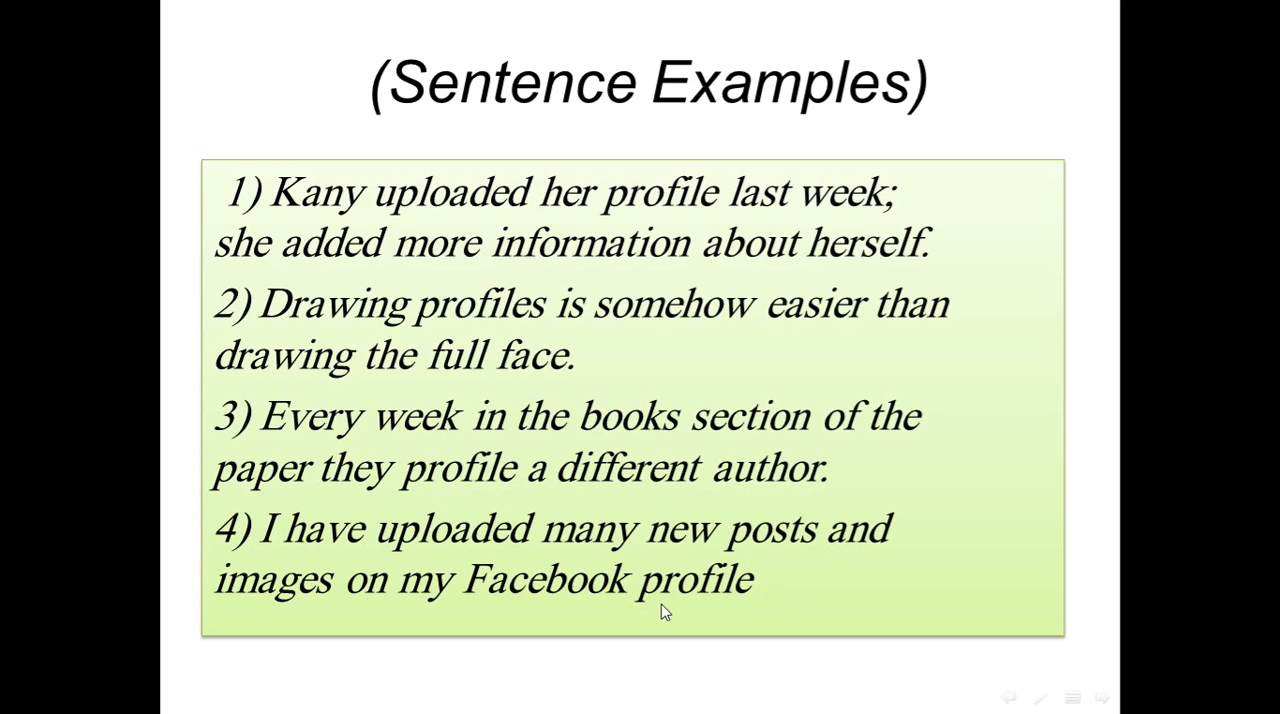 (Sentence Examples)
1) Kany uploaded her profile last week;
she added more information about herself.
2) Drawing profiles is somehow easier than
drawing the full face.
3) Every week in the books section of the
paper they profile a different author.
4) I have uploaded many new posts and
images on my Facebook profile